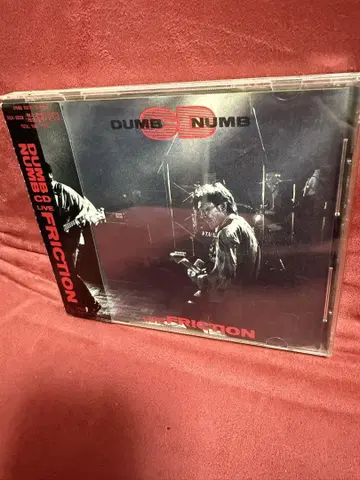 DUMB CD NUMB
DUMB
NUMB CD
LIVE
FRICTION
FRICTION